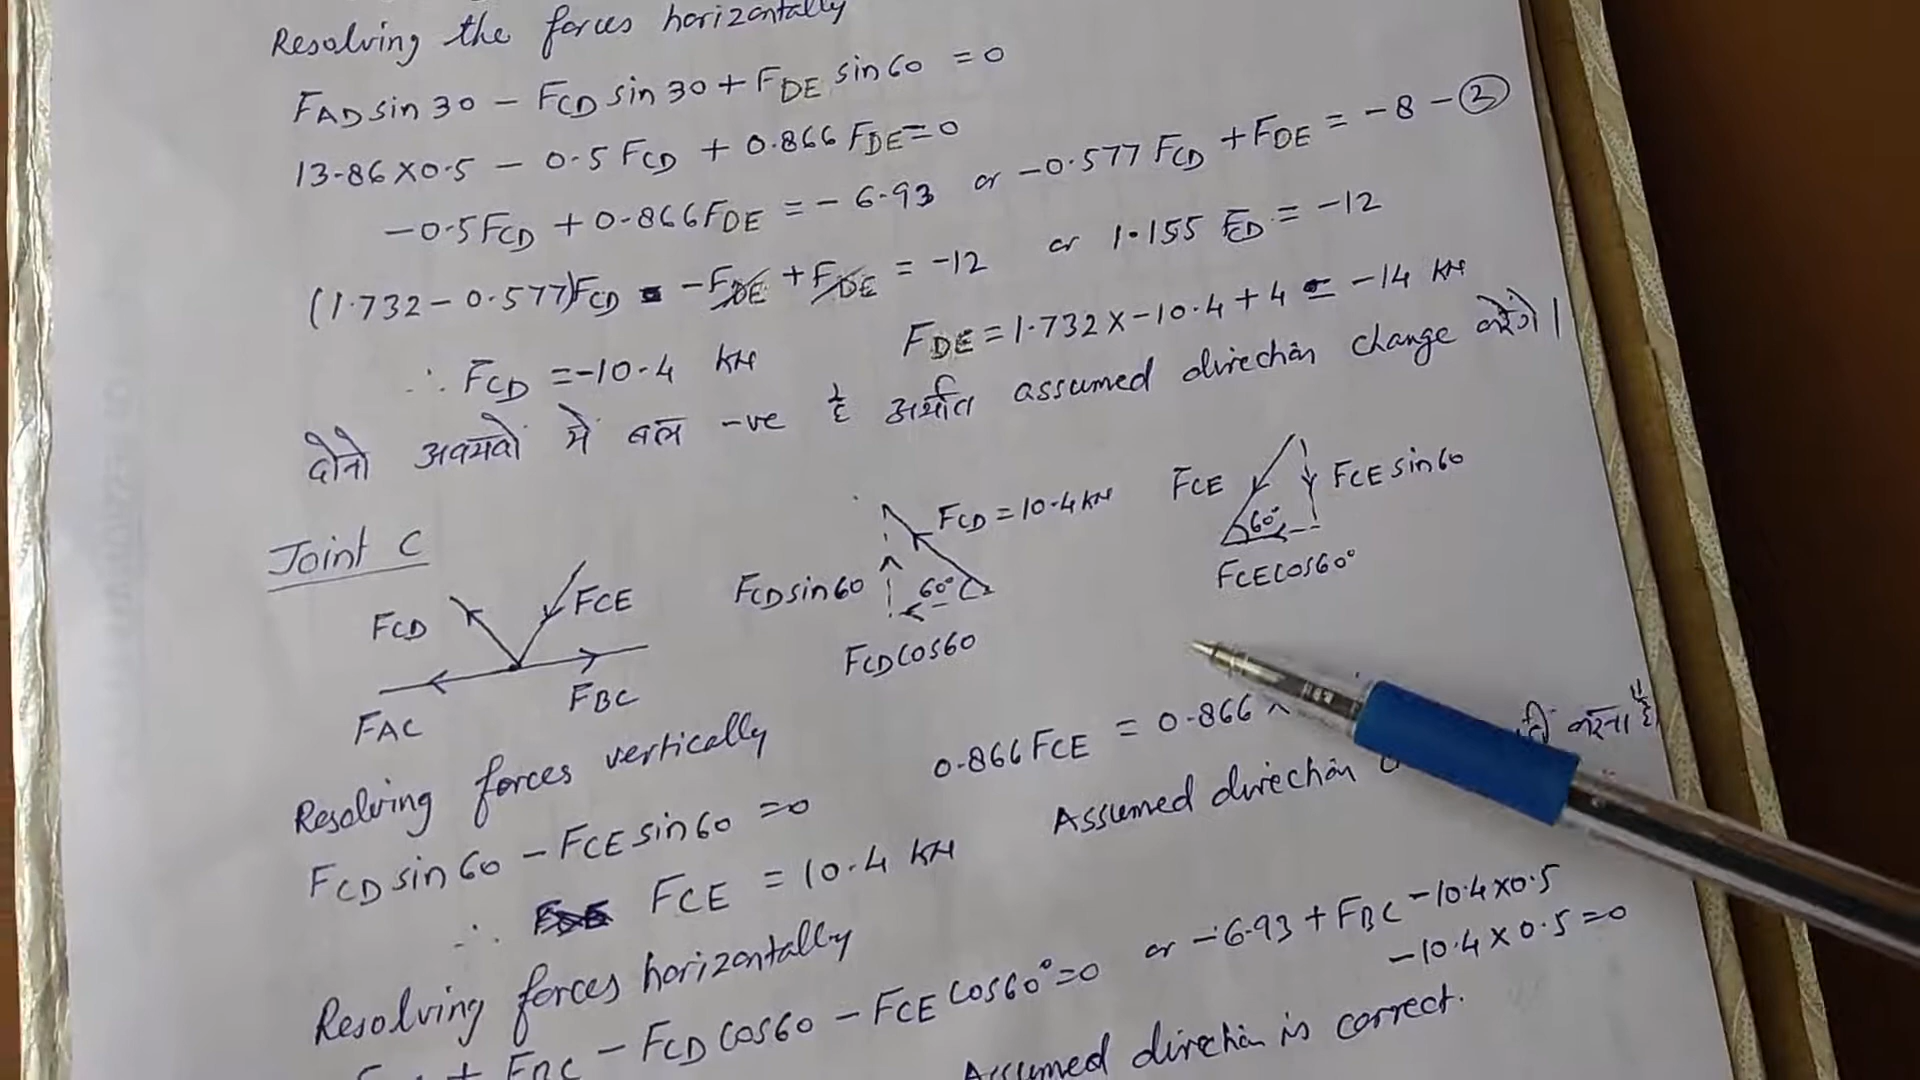 Resolving the forces horizontally
FAD sin 30 - FCD sin 30 + FDE sin 60 = 0
13.86 X 0.5 - 0.5 FCD + 0.866 FDE = 0
-0.5 FCD + 0.866 FDE = -6.93 or -0.577 FCD + FDE = -8 - ②
(1.732 - 0.577) FCD - FDE + FDE = -12 or 1.155 FCD = -12
∴ FCD = -10.4 KN FDE = 1.732 x -10.4 + 4 = -14 KN
दोनो अवयवों में बल -ve है अर्थात assumed direction change करेंगे।
Joint C
FCD
FCE
FAC
FBC
FCD = 10.4 KN
FCD sin 60
60°
FCD cos 60
FCE
FCE sin 60
60°
FCE cos 60°
Resolving forces vertically
FCD sin 60 - FCE sin 60 = 0
0.866 FCE = 0.866
∴ FCE = 10.4 KN
Assumed direction
Resolving forces horizontally
+ FBC - FCD cos 60 - FCE cos 60° = 0
or -6.93 + FBC - 10.4 x 0.5
-10.4 x 0.5 = 0
Assumed direction is correct.